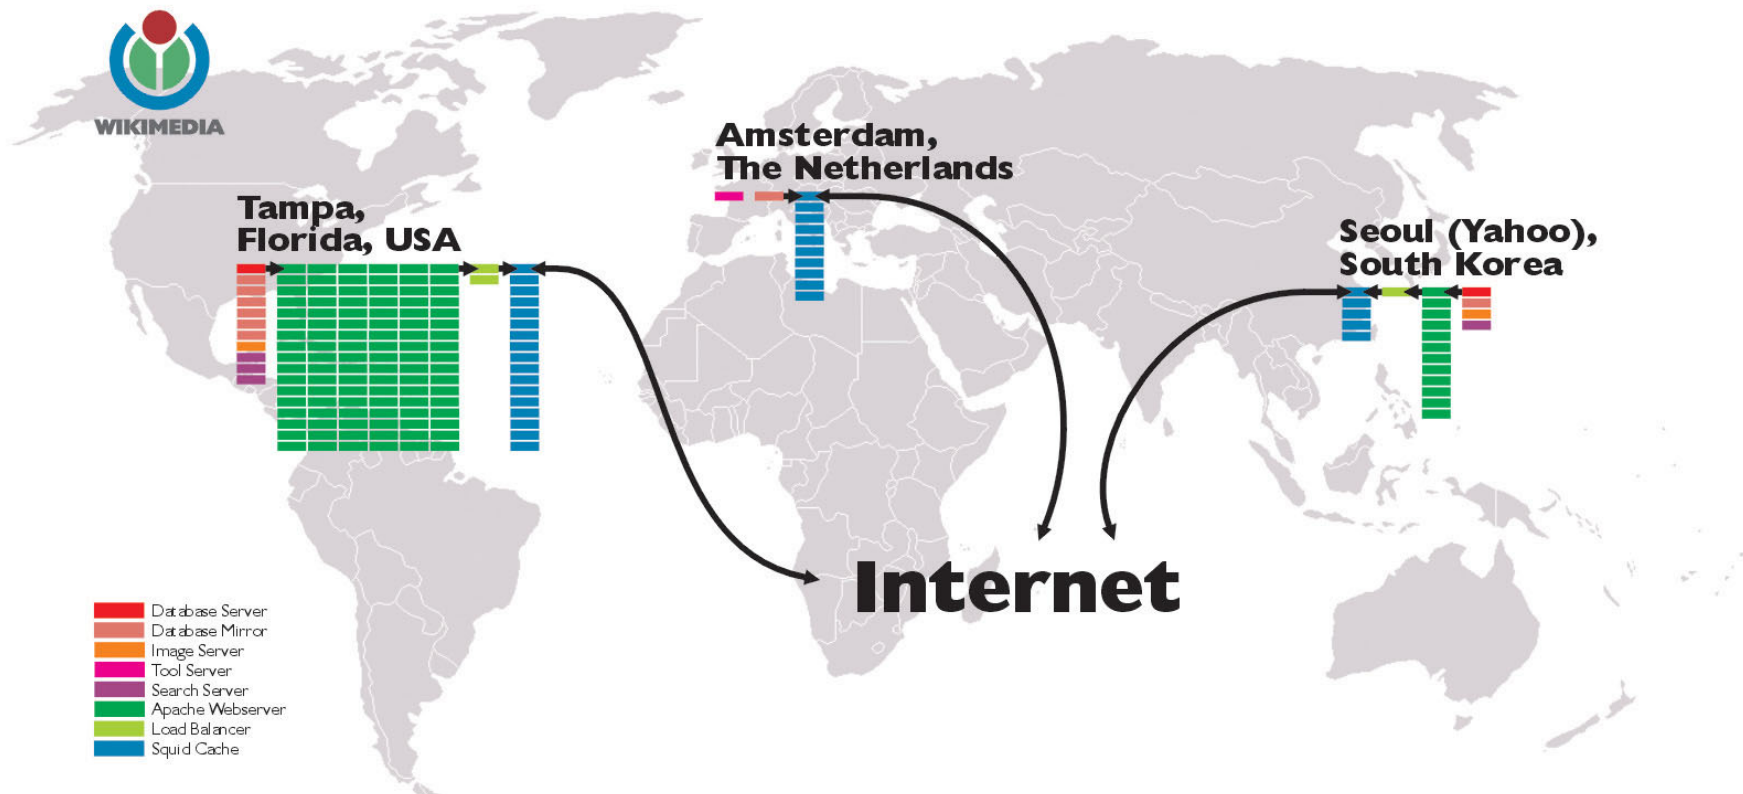 WIKIMEDIA
Amsterdam,
The Netherlands
Tampa,
Florida, USA
Seoul (Yahoo),
South Korea
Internet
Database Server
Database Mirror
Image Server
Tool Server
Search Server
Apache Webserver
Load Balancer
Squid Cache